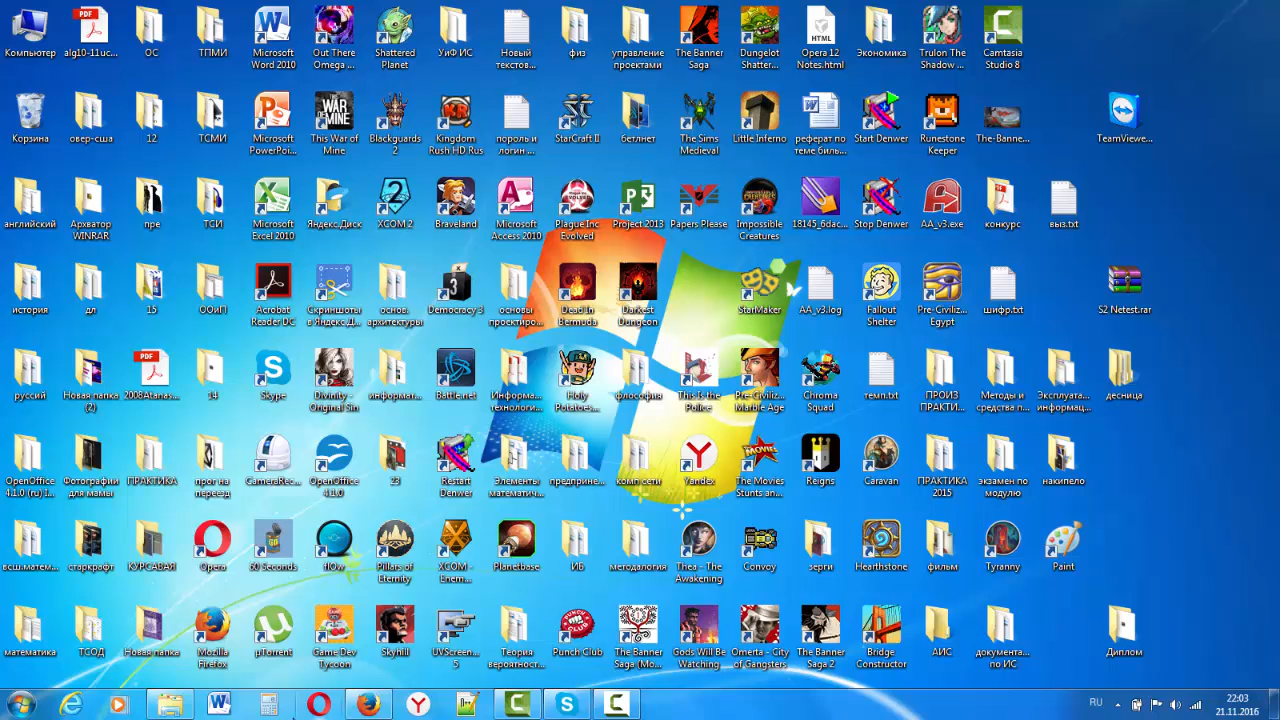 Компьютер
alg10-11uc...
ОС
ТПМИ
Microsoft
Word 2010
Out There
Omega ...
Shattered
Planet
УиФ ИС
Новый
текстов...
физ
управление
проектами
The Banner
Saga
Dungelot
Shatter...
Opera 12
Notes.html
Экономика
Trulon The
Shadow ...
Camtasia
Studio 8
Корзина
овер-сша
12
ТСМИ
Microsoft
PowerPoi...
This War of
Mine
Blackguards
2
Kingdom
Rush HD Rus
пороль и
логин ...
StarCraft II
бетлнет
The Sims
Medieval
Little Inferno
реферат по
теме биль...
Start Denwer
Runestone
Keeper
The-Banne...
TeamViewe...
английский
Архватор
WINRAR
пре
ТСИ
Microsoft
Excel 2010
Яндекс.Диск
XCOM 2
Braveland
Microsoft
Access 2010
Plague Inc
Evolved
Project 2013
Papers Please
Impossible
Creatures
18145_6dac...
Stop Denwer
AA_v3.exe
конкурс
выз.txt
история
дл
15
ООИП
Acrobat
Reader DC
Скриншоты
в Яндекс.Д...
основ.
архитектуры
Democracy 3
основы
проектиро...
Dead In
Bermuda
Darkest
Dungeon
StarMaker
AA_v3.log
Fallout
Shelter
Pre-Civiliz...
Egypt
шифр.txt
S2 Netest.rar
руссий
Новая папка
(2)
2008Atanas...
14
Skype
Divinity -
Original Sin
информат...
Battle.net
Информа...
технологи...
Holy
Potatoes...
флософия
This Is the
Police
Pre-Civiliz...
Marble Age
Chroma
Squad
темп.txt
ПРОИЗ
ПРАКТИ...
Методы и
средства п...
Эксплуата...
информац...
десница
OpenOffice
4.1.0 (ru) I...
Фотографии
для мамы
ПРАКТИКА
прог на
переезд
CameraRec...
OpenOffice
4.1.0
23
Restart
Denwer
Элементы
математич...
предприне...
комп сети
Yandex
The Movies
Stunts an...
Reigns
Caravan
ПРАКТИКА
2015
экзамен по
модулю
накипело
всш.матем...
старкрафт
КУРСАВАЯ
Opera
60 Seconds
flOw
Pillars of
Eternity
XCOM -
Enem...
Planetbase
ИБ
методалогия
Thea - The
Awakening
Convoy
зерги
Hearthstone
фильм
Tyranny
Paint
математика
ТСОД
Новая папка
Mozilla
Firefox
µTorrent
Game Dev
Tycoon
Skyhill
UVScreen...
5
Теория
вероятност...
Punch Club
The Banner
Saga (Mo...
Gods Will Be
Watching
Omerta - City
of Gangsters
The Banner
Saga 2
Bridge
Constructor
АИС
документа...
по ИС
Диплом
RU
22:03
21.11.2016